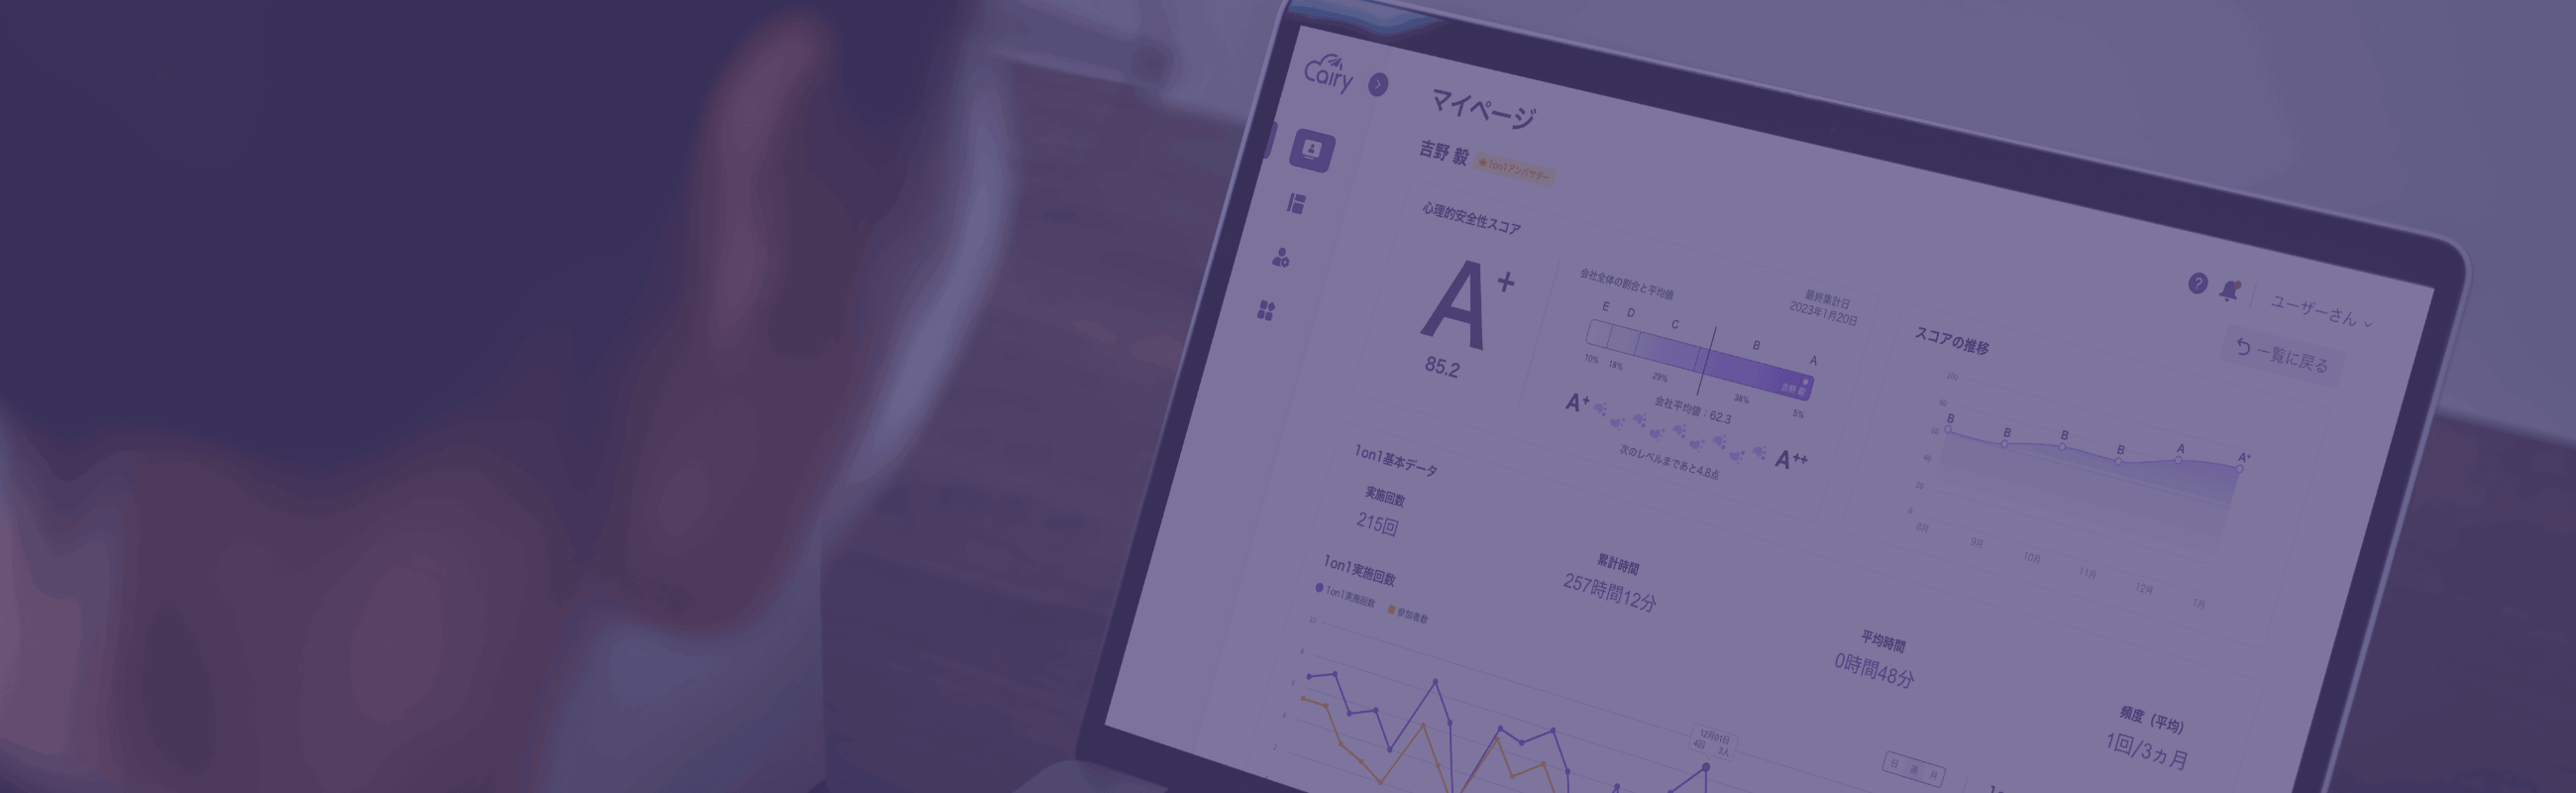 Cairy
マイページ
吉野 毅
1on1アンバサダー
ユーザーさん
一覧に戻る
心理的安全性スコア
A+
85.2
会社全体の割合と平均値
最終集計日
2023年1月20日
E D C B A
10% 18% 29% 38% 5%
吉野 毅
会社平均値：62.3
A+ A++
次のレベルまであと4.8点
スコアの推移
100
80
60
40
20
0
B B B B A A+
8月 9月 10月 11月 12月 1月
1on1基本データ
実施回数
215回
累計時間
257時間12分
平均時間
0時間48分
頻度（平均）
1回/3ヵ月
1on1実施回数
1on1実施回数 参加者数
12月01日
4回 3人
日 週 月